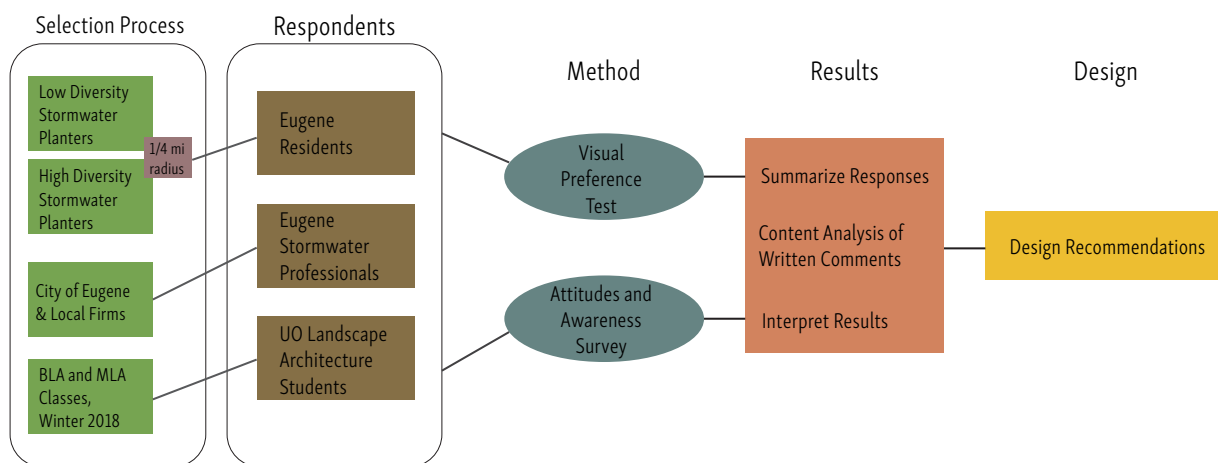 Selection Process
Low Diversity
Stormwater
Planters
1/4 mi
radius
High Diversity
Stormwater
Planters
City of Eugene
& Local Firms
BLA and MLA
Classes,
Winter 2018
Respondents
Eugene
Residents
Eugene
Stormwater
Professionals
UO Landscape
Architecture
Students
Method
Visual
Preference
Test
Attitudes and
Awareness
Survey
Results
Summarize Responses
Content Analysis of
Written Comments
Interpret Results
Design
Design Recommendations